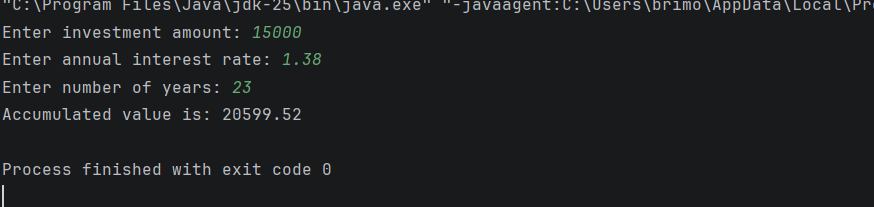 "C:\Program Files\Java\jdk-25\bin\java.exe" "-javaagent:C:\Users\brimo\AppData\Local\Pro
Enter investment amount: 15000
Enter annual interest rate: 1.38
Enter number of years: 23
Accumulated value is: 20599.52
Process finished with exit code 0